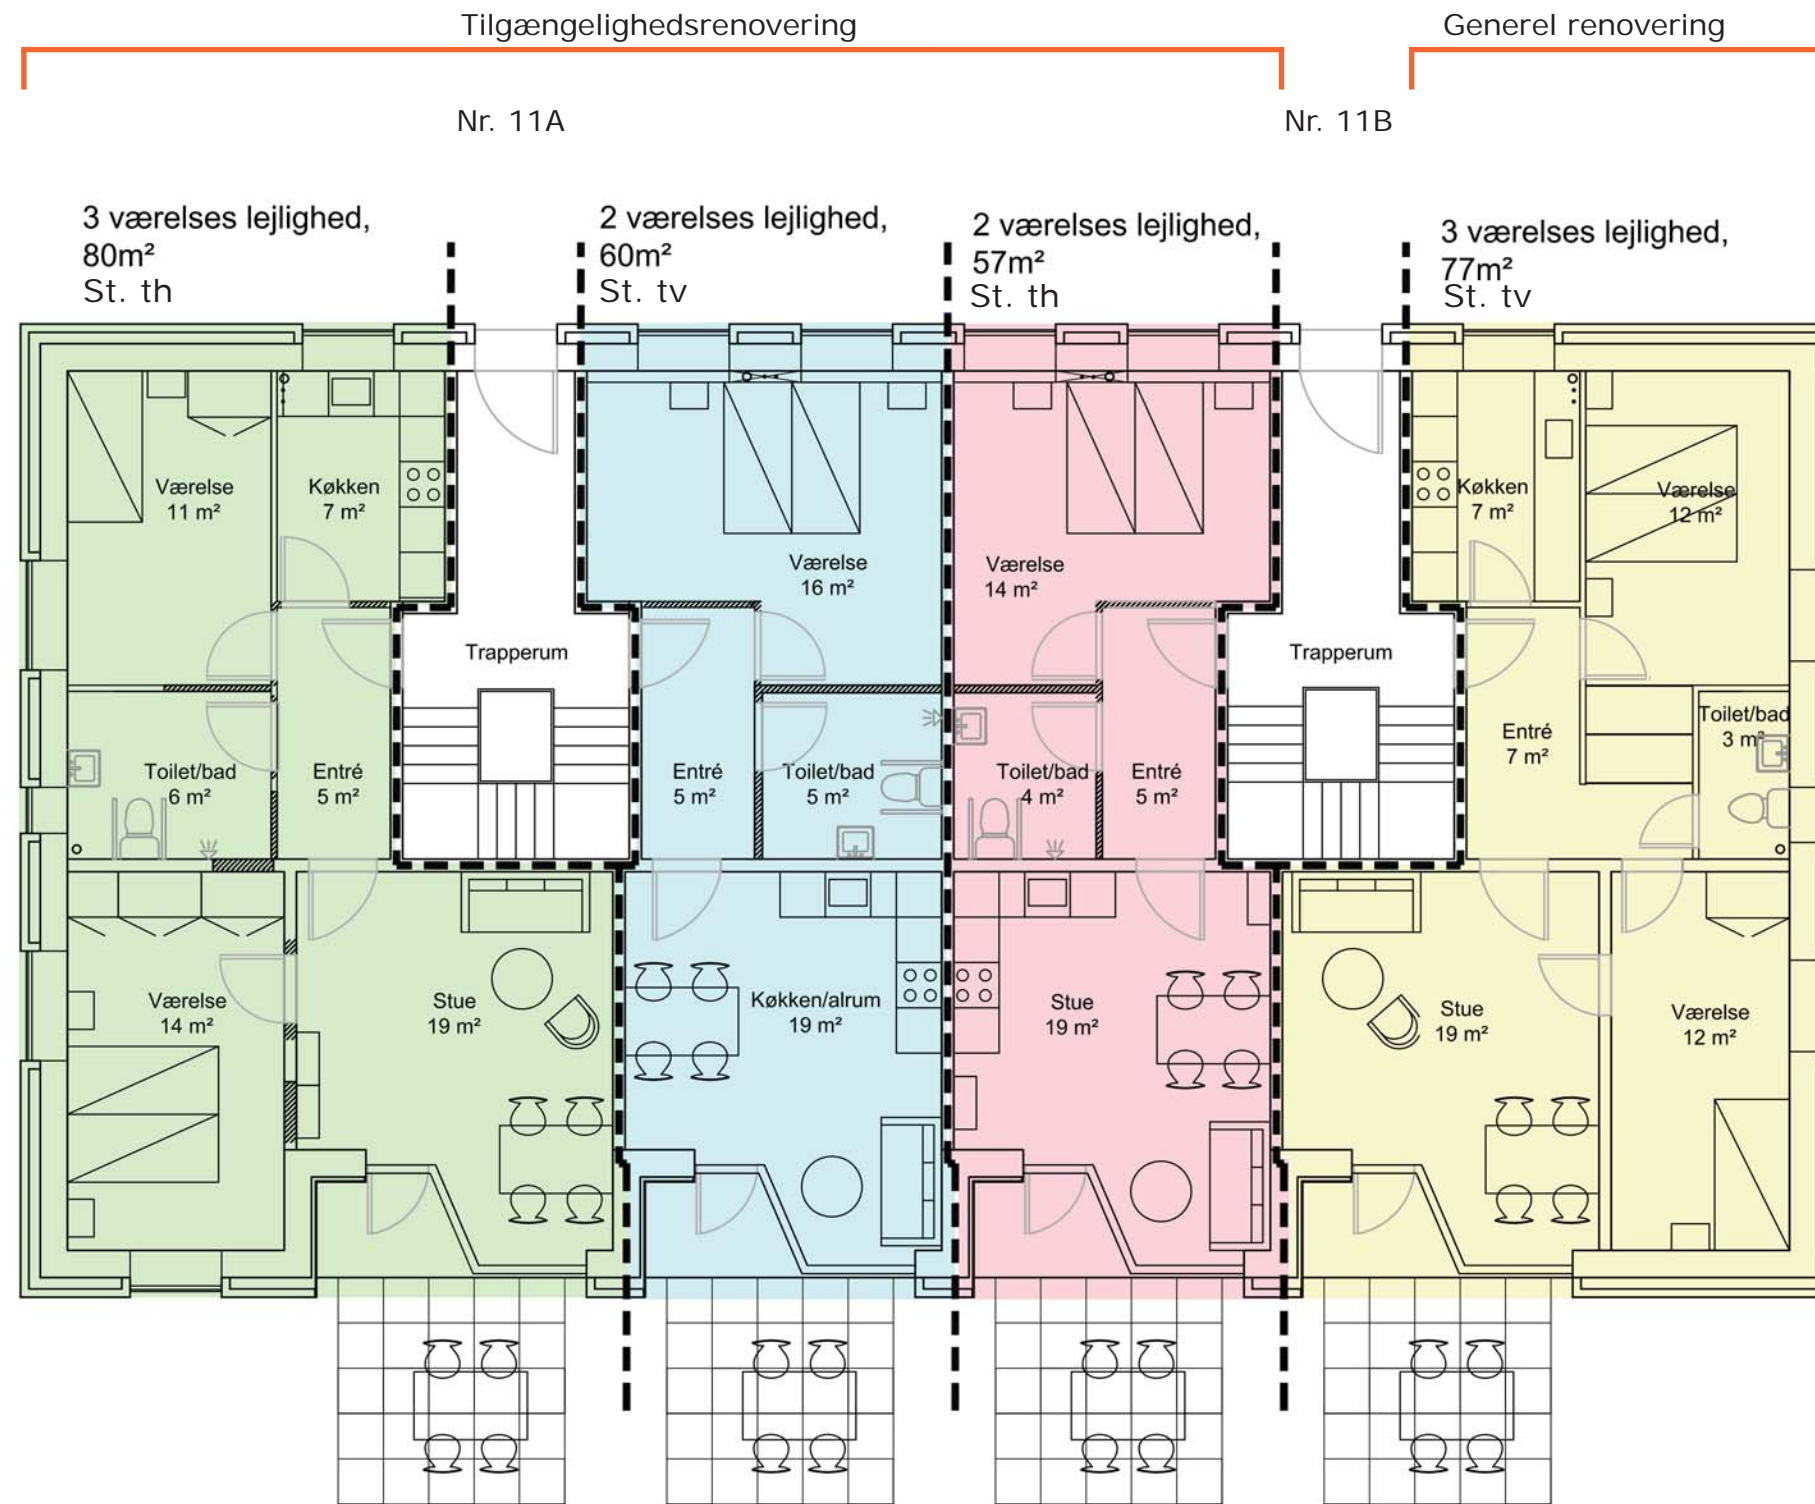 Tilgængelighedsrenovering
Generel renovering
Nr. 11A
Nr. 11B
3 værelses lejlighed,
80m²
St. th
2 værelses lejlighed,
60m²
St. tv
2 værelses lejlighed,
57m²
St. th
3 værelses lejlighed,
77m²
St. tv
Værelse
11 m²
Køkken
7 m²
Værelse
16 m²
Værelse
14 m²
Køkken
7 m²
Værelse
12 m²
Trapperum
Trapperum
Toilet/bad
6 m²
Entré
5 m²
Entré
5 m²
Toilet/bad
5 m²
Toilet/bad
4 m²
Entré
5 m²
Entré
7 m²
Toilet/bad
3 m²
Værelse
14 m²
Stue
19 m²
Køkken/alrum
19 m²
Stue
19 m²
Stue
19 m²
Værelse
12 m²